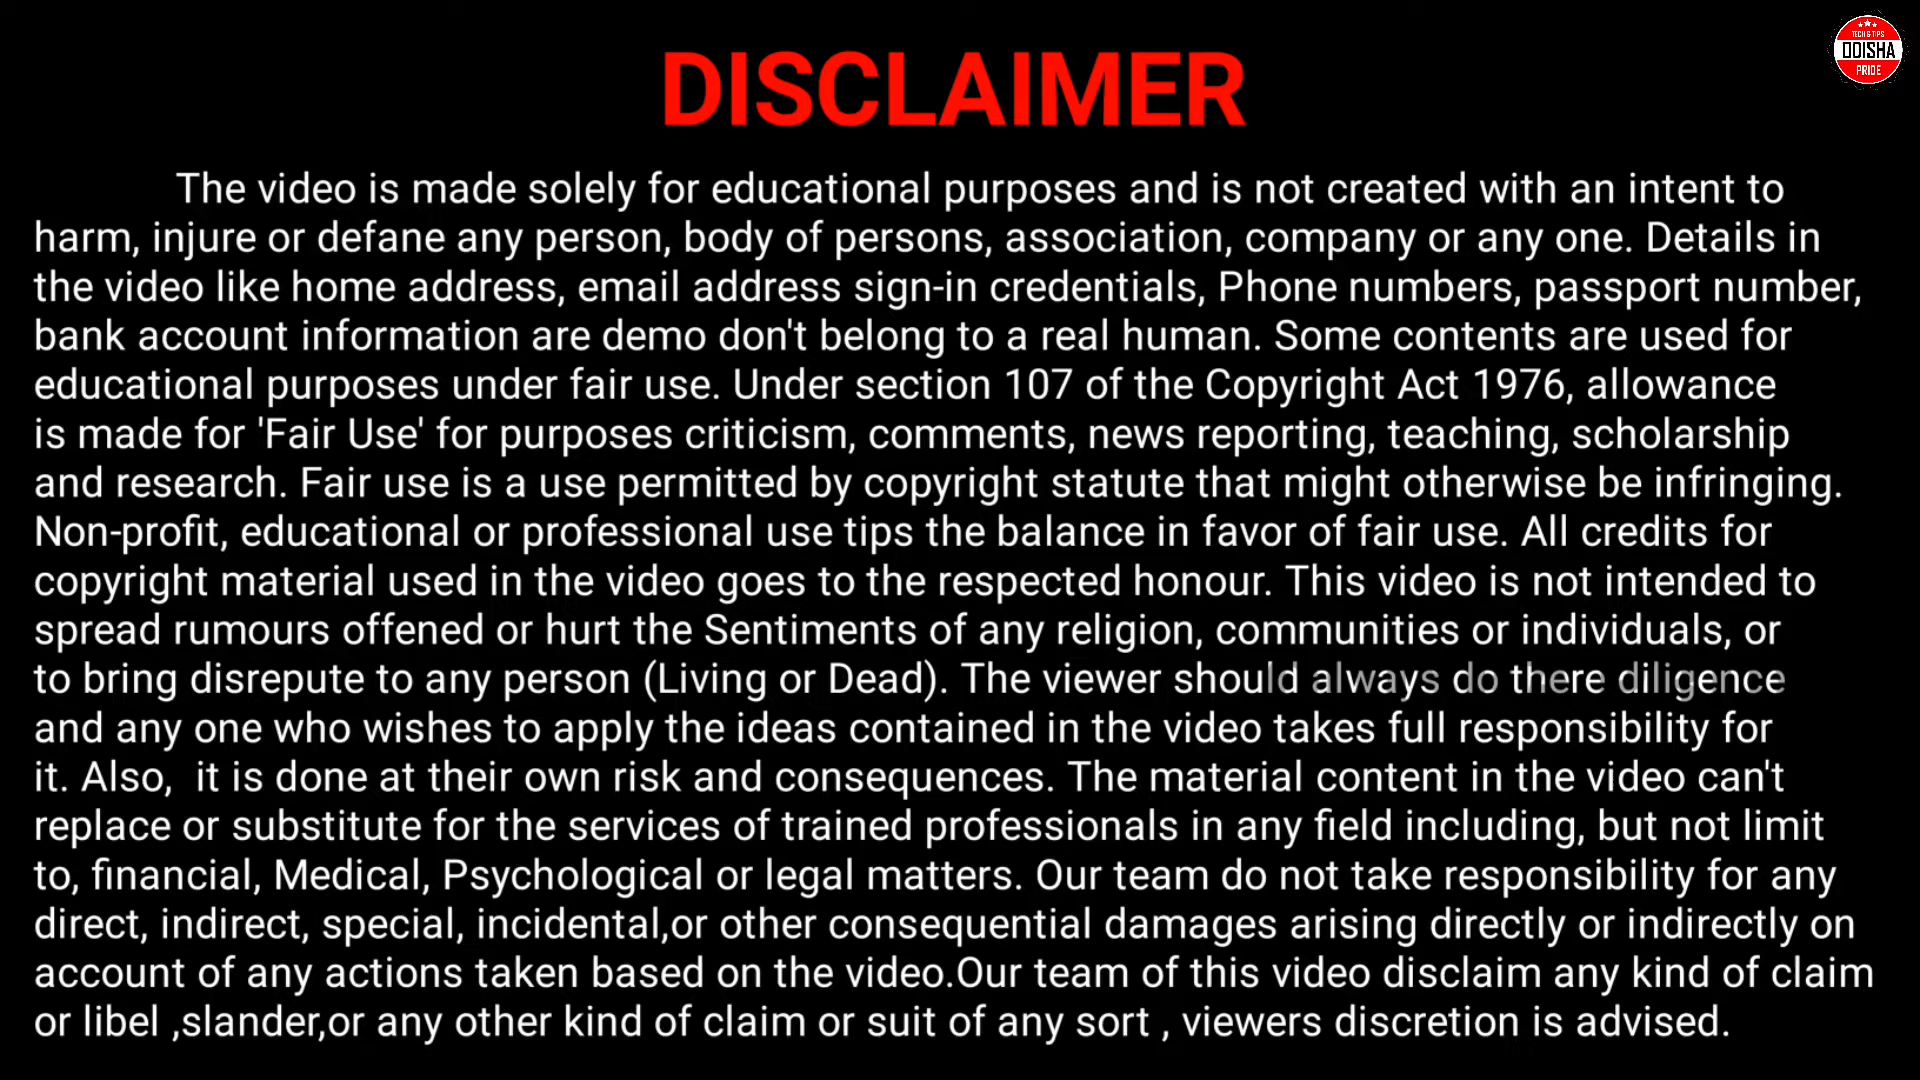 TECH & TIPS
ODISHA
PRIDE
DISCLAIMER
The video is made solely for educational purposes and is not created with an intent to
harm, injure or defane any person, body of persons, association, company or any one. Details in
the video like home address, email address sign-in credentials, Phone numbers, passport number,
bank account information are demo don't belong to a real human. Some contents are used for
educational purposes under fair use. Under section 107 of the Copyright Act 1976, allowance
is made for 'Fair Use' for purposes criticism, comments, news reporting, teaching, scholarship
and research. Fair use is a use permitted by copyright statute that might otherwise be infringing.
Non-profit, educational or professional use tips the balance in favor of fair use. All credits for
copyright material used in the video goes to the respected honour. This video is not intended to
spread rumours offened or hurt the Sentiments of any religion, communities or individuals, or
to bring disrepute to any person (Living or Dead). The viewer should always do there diligence
and any one who wishes to apply the ideas contained in the video takes full responsibility for
it. Also,  it is done at their own risk and consequences. The material content in the video can't
replace or substitute for the services of trained professionals in any field including, but not limit
to, financial, Medical, Psychological or legal matters. Our team do not take responsibility for any
direct, indirect, special, incidental,or other consequential damages arising directly or indirectly on
account of any actions taken based on the video.Our team of this video disclaim any kind of claim
or libel ,slander,or any other kind of claim or suit of any sort , viewers discretion is advised.